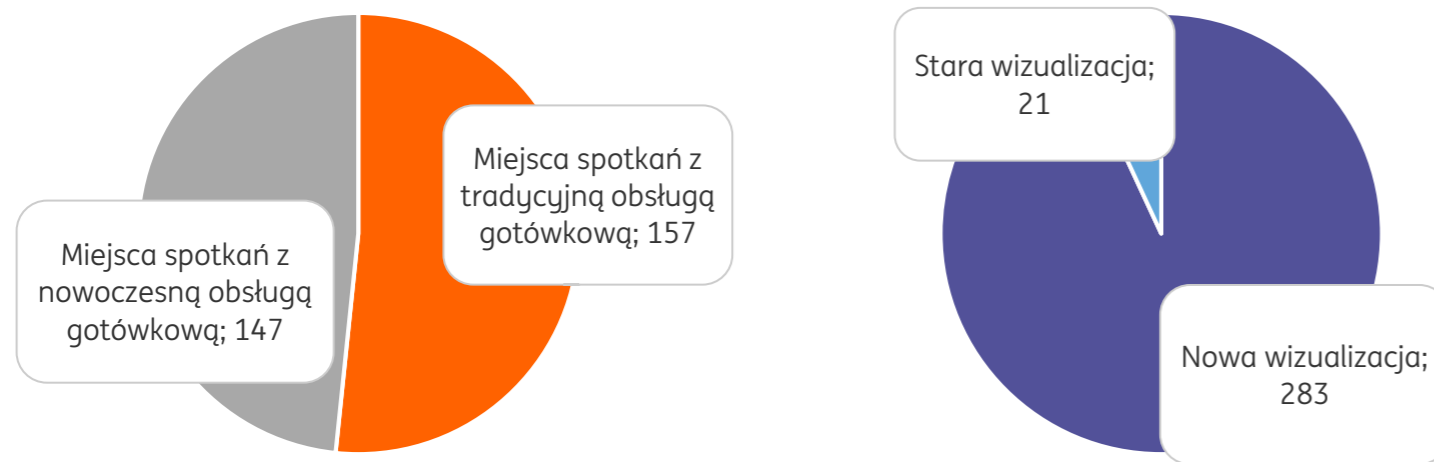 Miejsca spotkań z
tradycyjną obsługą
gotówkową; 157
Miejsca spotkań z
nowoczesną obsługą
gotówkową; 147
Stara wizualizacja;
21
Nowa wizualizacja;
283